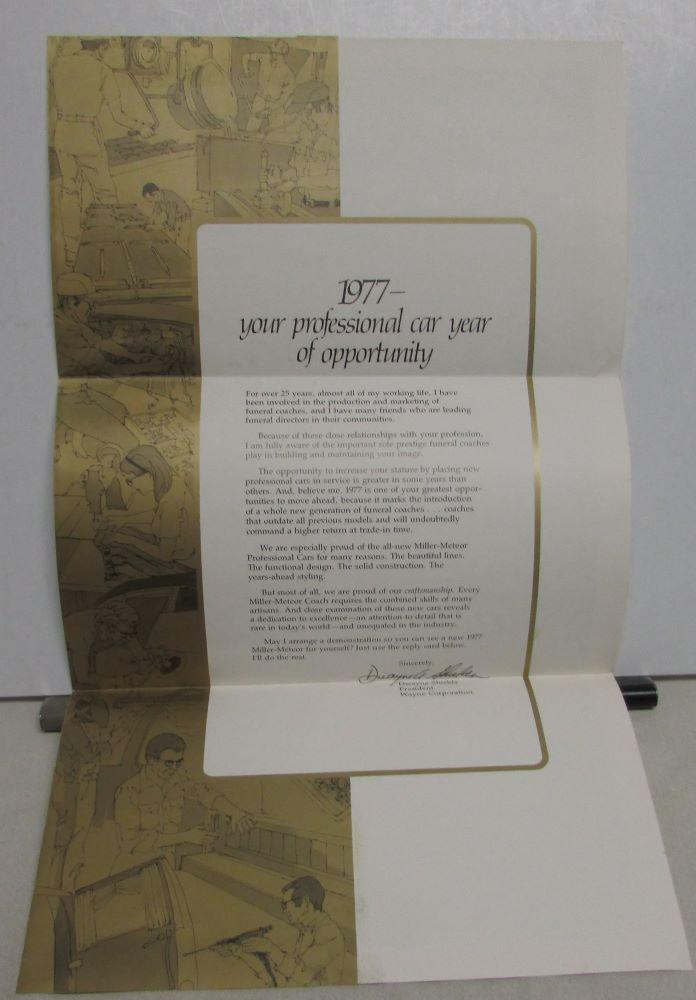 1977–
your professional car year
of opportunity
For over 25 years, almost all of my working life, I have
been involved in the production and marketing of
funeral coaches, and I have many friends who are leading
funeral directors in their communities.
Because of these close relationships with your profession,
I am fully aware of the important role prestige funeral coaches
play in building and maintaining your image.
The opportunity to increase your stature by placing new
professional cars in service is greater in some years than
others. And, believe me, 1977 is one of your greatest oppor-
tunities to move ahead, because it marks the introduction
of a whole new generation of funeral coaches . . . coaches
that outdate all previous models and will undoubtedly
command a higher return at trade-in time.
We are especially proud of the all-new Miller-Meteor
Professional Cars for many reasons. The beautiful lines.
The functional design. The solid construction. The
years-ahead styling.
But most of all, we are proud of our craftsmanship. Every
Miller-Meteor Coach requires the combined skills of many
artisans. And close examination of these new cars reveals
a dedication to excellence—an attention to detail that is
rare in today's world—and unequaled in the industry.
May I arrange a demonstration so you can see a new 1977
Miller-Meteor for yourself? Just use the reply card below.
I'll do the rest.
Sincerely,
Dwayne Shields
Dwayne Shields
President
Wayne Corporation